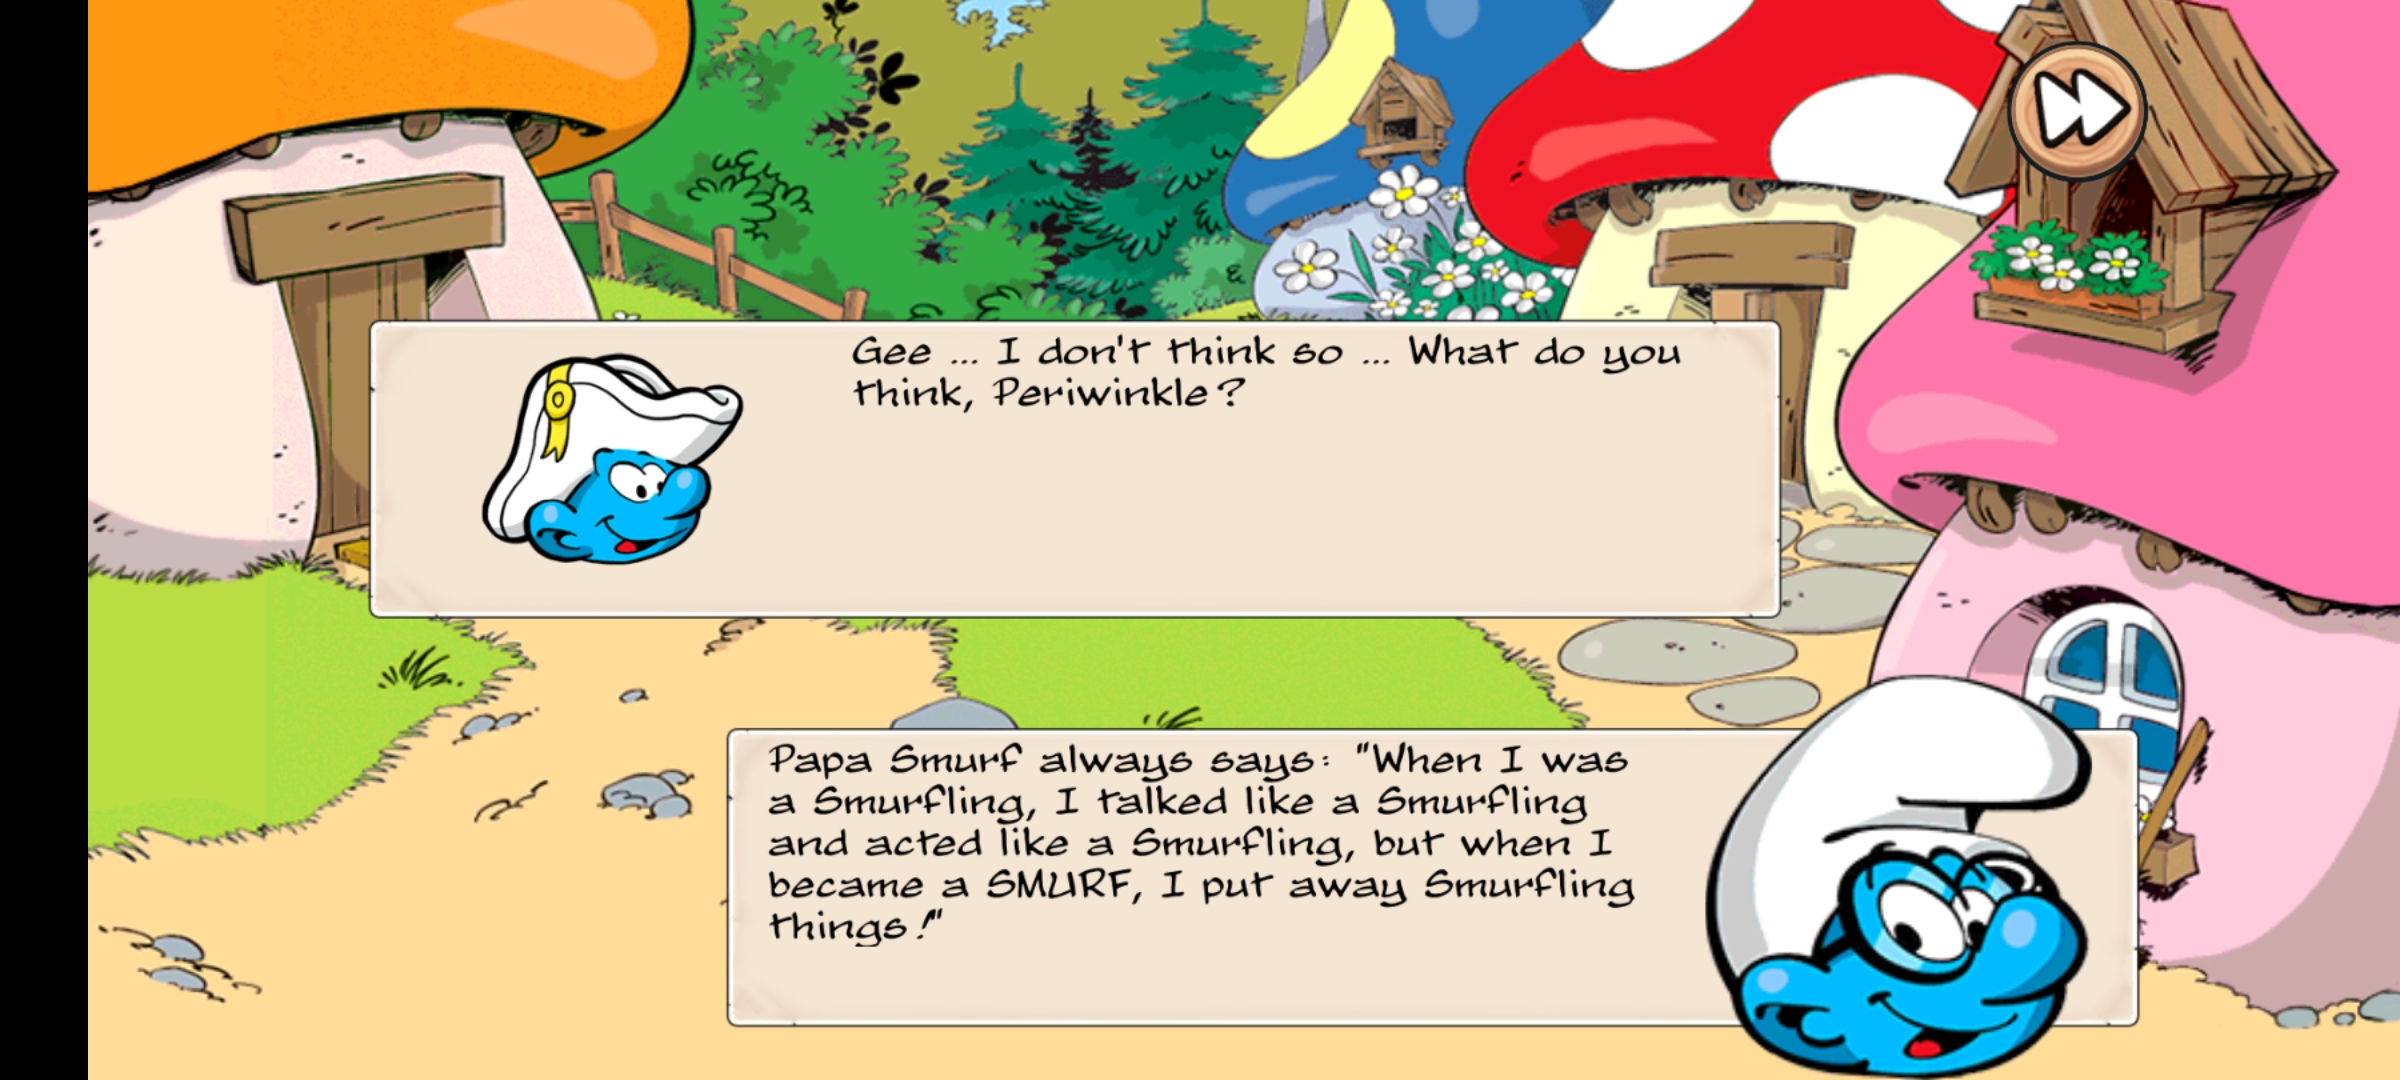 Gee ... I don't think so ... What do you
think, Periwinkle?
Papa Smurf always says: "When I was
a Smurfling, I talked like a Smurfling
and acted like a Smurfling, but when I
became a SMURF, I put away Smurfling
things!"